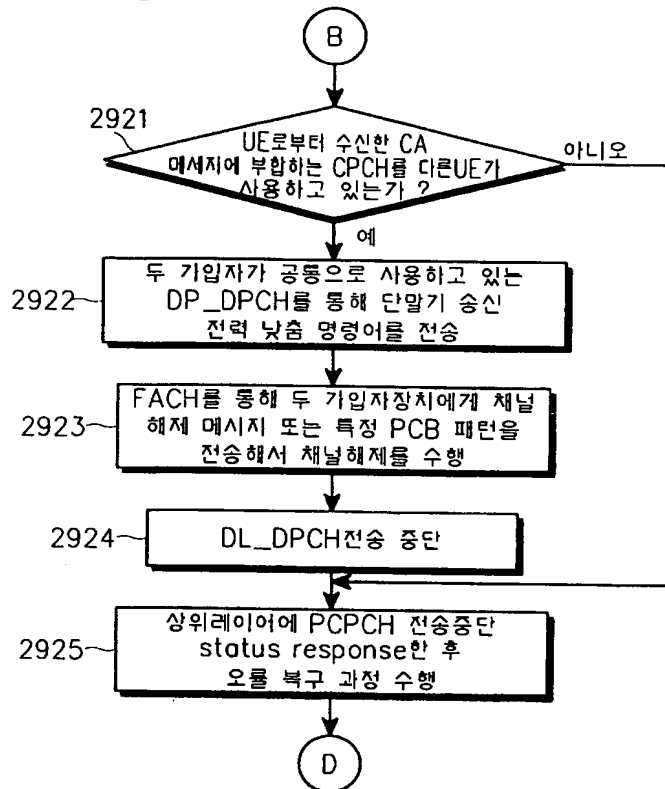 B
2921
UE로부터 수신한 CA
메세지에 부합하는 CPCH를 다른UE가
사용하고 있는가 ?
아니오
예
2922
두 가입자가 공통으로 사용하고 있는
DP_DPCH를 통해 단말기 송신
전력 낮춤 명령어를 전송
2923
FACH를 통해 두 가입자장치에게 채널
해제 메시지 또는 특정 PCB 패턴을
전송해서 채널해제를 수행
2924
DL_DPCH전송 중단
2925
상위레이어에 PCPCH 전송중단
status response한 후
오률 복구 과정 수행
D